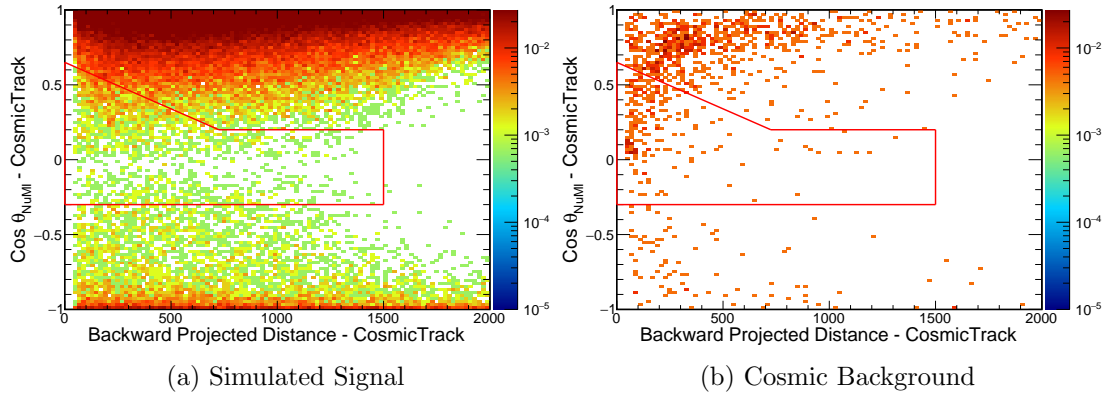 Cos θNuMI - CosmicTrack
1
0.5
0
−0.5
−1
0 500 1000 1500 2000
Backward Projected Distance - CosmicTrack
10−2
10−3
10−4
10−5
(a) Simulated Signal
Cos θNuMI - CosmicTrack
1
0.5
0
−0.5
−1
0 500 1000 1500 2000
Backward Projected Distance - CosmicTrack
10−2
10−3
10−4
10−5
(b) Cosmic Background